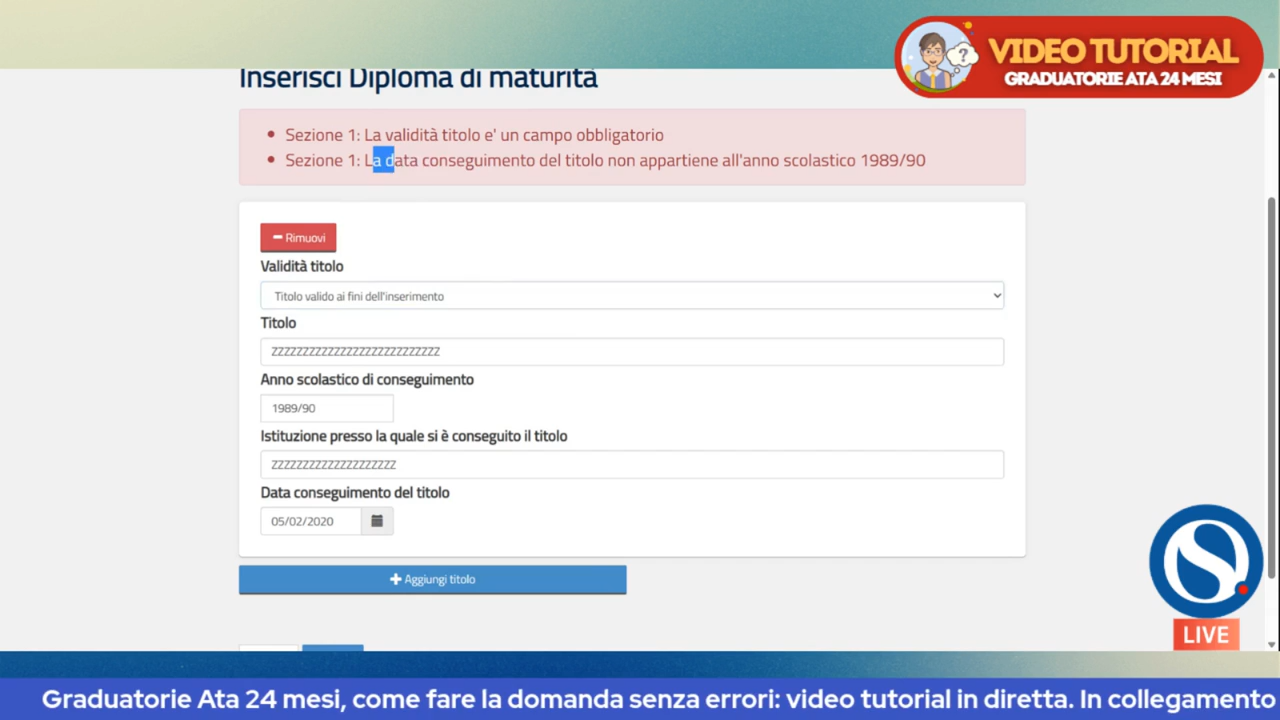 VIDEO TUTORIAL
GRADUATORIE ATA 24 MESI
Inserisci Diploma di maturità
Sezione 1: La validità titolo e' un campo obbligatorio
Sezione 1: La data conseguimento del titolo non appartiene all'anno scolastico 1989/90
Rimuovi
Validità titolo
Titolo valido ai fini dell'inserimento
Titolo
ZZZZZZZZZZZZZZZZZZZZZZZZZZZ
Anno scolastico di conseguimento
1989/90
Istituzione presso la quale si è conseguito il titolo
ZZZZZZZZZZZZZZZZZZZZ
Data conseguimento del titolo
05/02/2020
Aggiungi titolo
LIVE
Graduatorie Ata 24 mesi, come fare la domanda senza errori: video tutorial in diretta. In collegamento